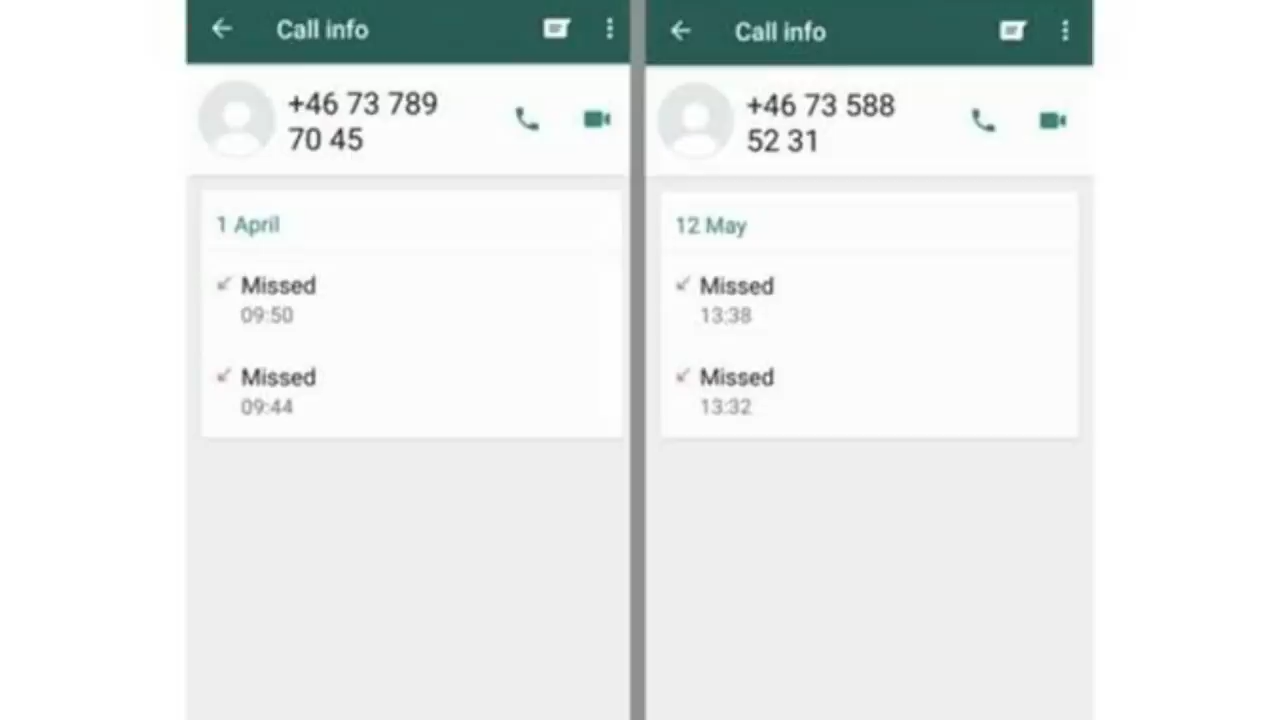 Call info
+46 73 789
70 45
1 April
Missed
09:50
Missed
09:44
Call info
+46 73 588
52 31
12 May
Missed
13:38
Missed
13:32